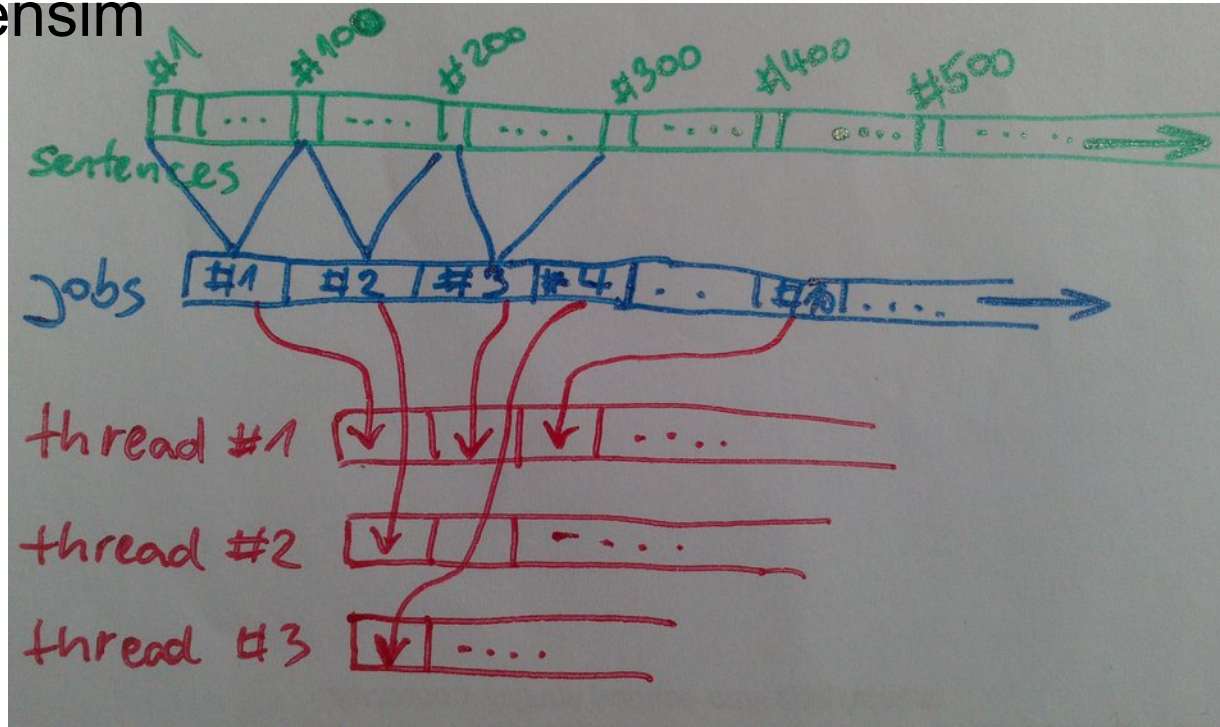 ensim
#1 #100 #200 #300 #400 #500
sentences
jobs #1 #2 #3 #4
thread #1
thread #2
thread #3